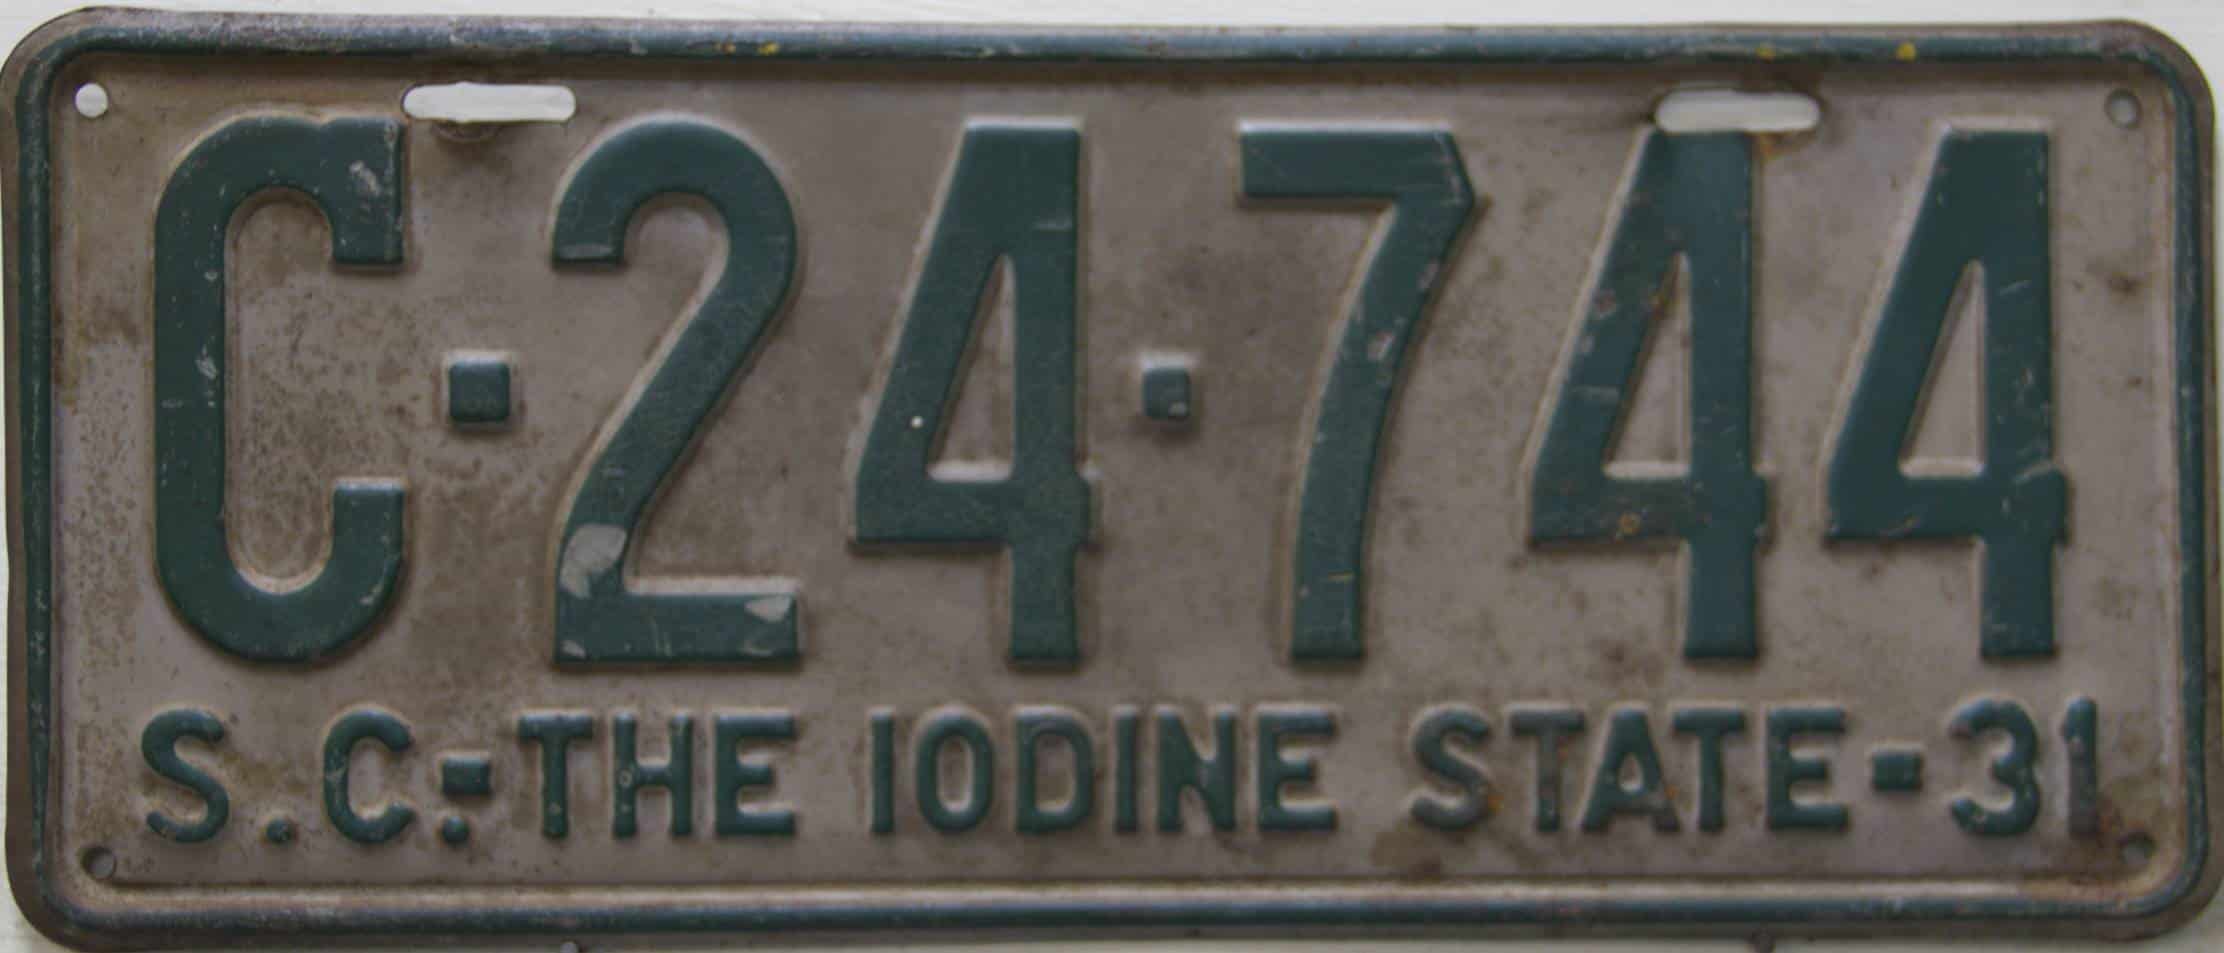 C·24·744
S.C.-THE IODINE STATE-31